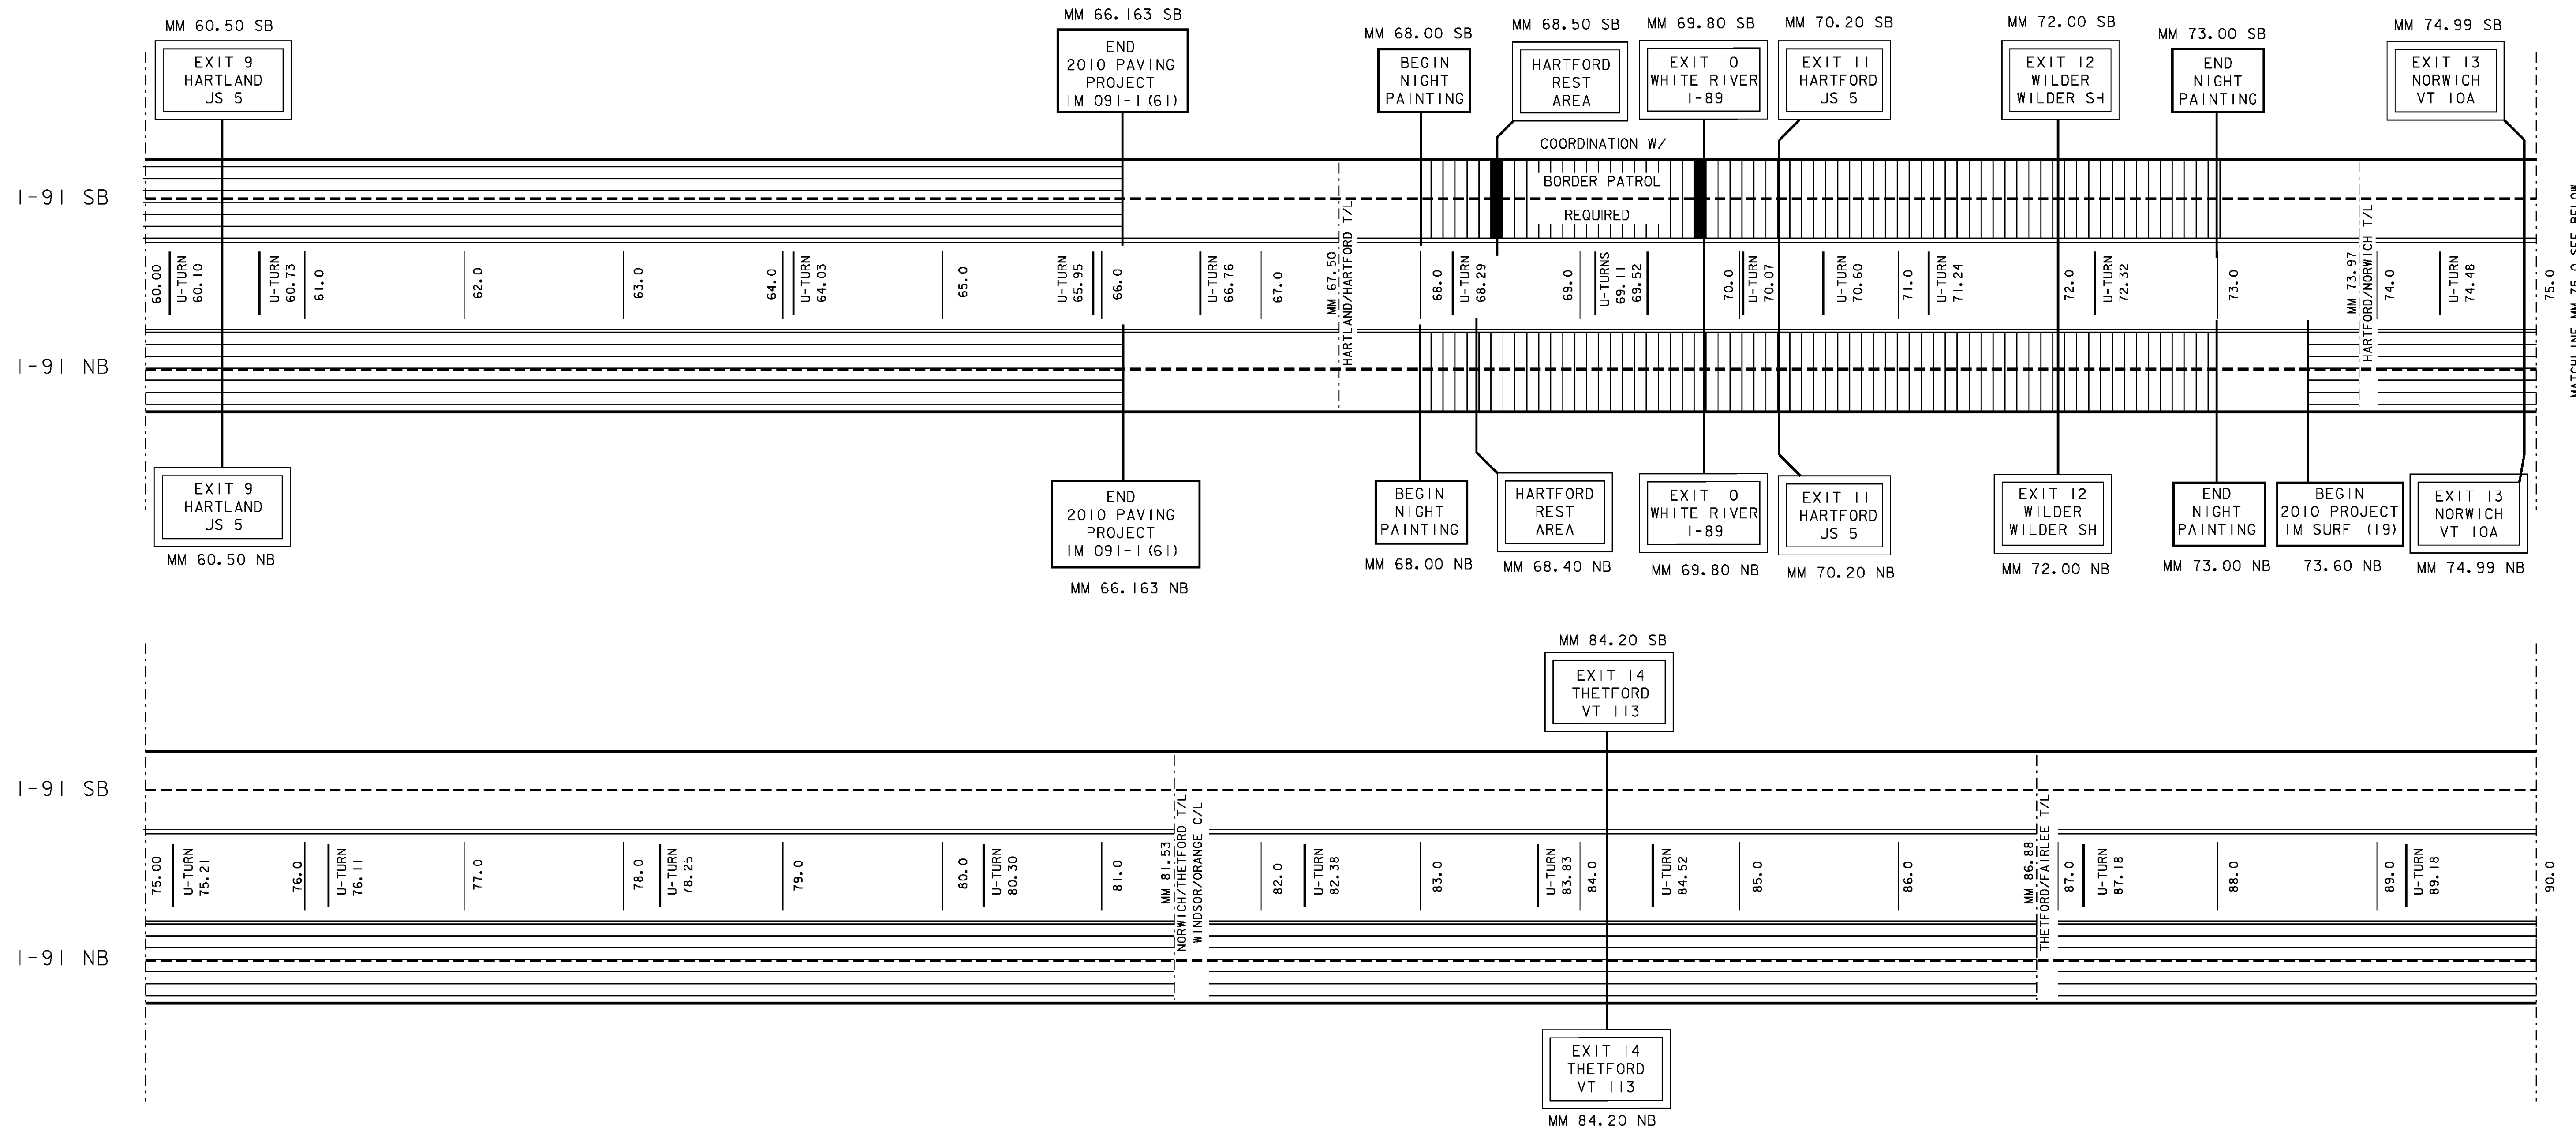 MM 60.50 SB
EXIT 9
HARTLAND
US 5
MM 66.163 SB
END
2010 PAVING
PROJECT
IM 091-1(61)
MM 68.00 SB
BEGIN
NIGHT
PAINTING
MM 68.50 SB
HARTFORD
REST
AREA
MM 69.80 SB
EXIT 10
WHITE RIVER
I-89
MM 70.20 SB
EXIT 11
HARTFORD
US 5
MM 72.00 SB
EXIT 12
WILDER
WILDER SH
MM 73.00 SB
END
NIGHT
PAINTING
MM 74.99 SB
EXIT 13
NORWICH
VT 10A
COORDINATION W/
BORDER PATROL
REQUIRED
I-91 SB
60.00
U-TURN
60.10
U-TURN
60.73
61.0
62.0
63.0
64.0
U-TURN
64.03
65.0
U-TURN
65.95
66.0
U-TURN
66.76
67.0
MM 67.50
HARTLAND/HARTFORD T/L
68.0
U-TURN
68.29
69.0
U-TURNS
69.11
69.52
70.0
U-TURN
70.07
U-TURN
70.60
71.0
U-TURN
71.24
72.0
U-TURN
72.32
73.0
MM 73.97
HARTFORD/NORWICH T/L
74.0
U-TURN
74.48
75.0
MATCHLINE MM 75.0 SEE BELOW
I-91 NB
EXIT 9
HARTLAND
US 5
MM 60.50 NB
END
2010 PAVING
PROJECT
IM 091-1(61)
MM 66.163 NB
BEGIN
NIGHT
PAINTING
MM 68.00 NB
HARTFORD
REST
AREA
MM 68.40 NB
EXIT 10
WHITE RIVER
I-89
MM 69.80 NB
EXIT 11
HARTFORD
US 5
MM 70.20 NB
EXIT 12
WILDER
WILDER SH
MM 72.00 NB
END
NIGHT
PAINTING
MM 73.00 NB
BEGIN
2010 PROJECT
IM SURF (19)
73.60 NB
EXIT 13
NORWICH
VT 10A
MM 74.99 NB
MM 84.20 SB
EXIT 14
THETFORD
VT 113
I-91 SB
75.00
U-TURN
75.21
76.0
U-TURN
76.11
77.0
78.0
U-TURN
78.25
79.0
80.0
U-TURN
80.30
81.0
MM 81.53
NORWICH/THETFORD T/L
WINDSOR/ORANGE C/L
82.0
U-TURN
82.38
83.0
U-TURN
83.83
84.0
U-TURN
84.52
85.0
86.0
MM 86.88
THETFORD/FAIRLEE T/L
87.0
U-TURN
87.18
88.0
89.0
U-TURN
89.18
90.0
I-91 NB
EXIT 14
THETFORD
VT 113
MM 84.20 NB